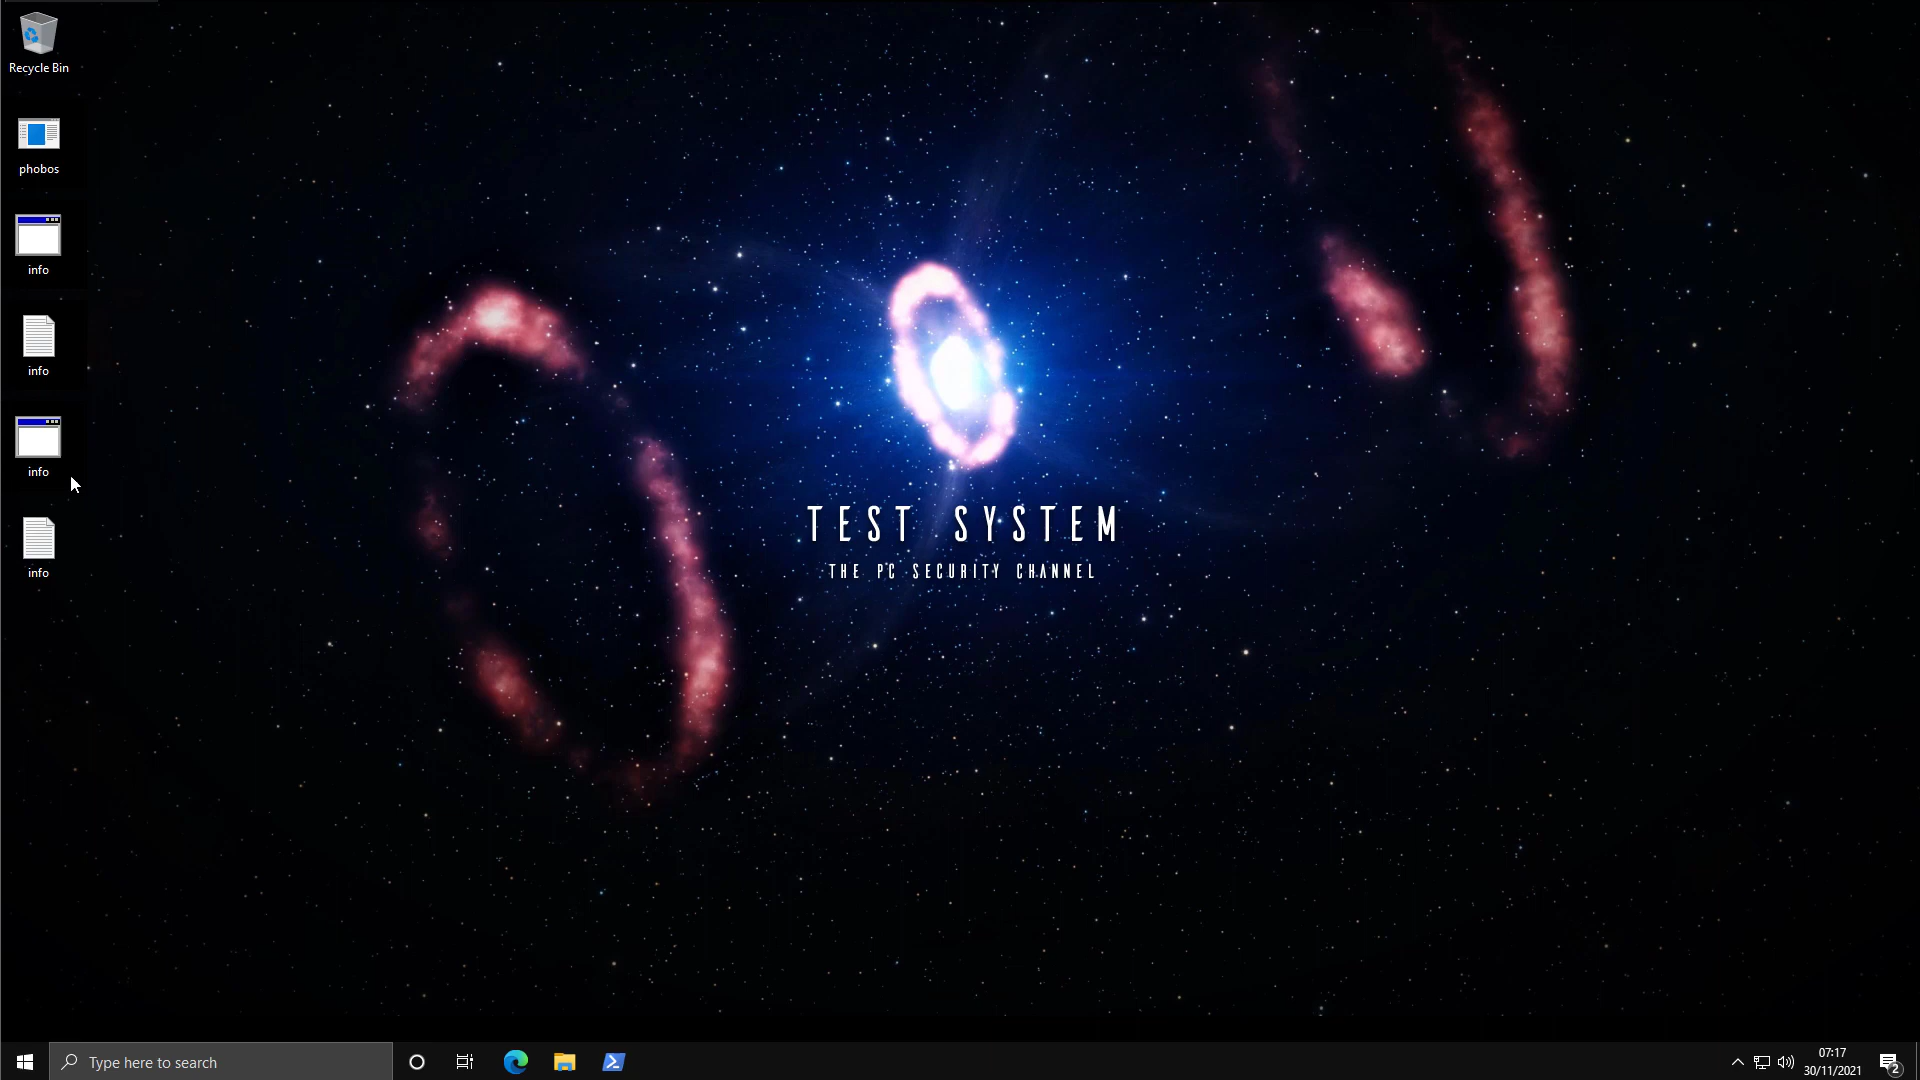 Recycle Bin
phobos
info
info
info
info
TEST SYSTEM
THE PC SECURITY CHANNEL
Type here to search
07:17
30/11/2021
2